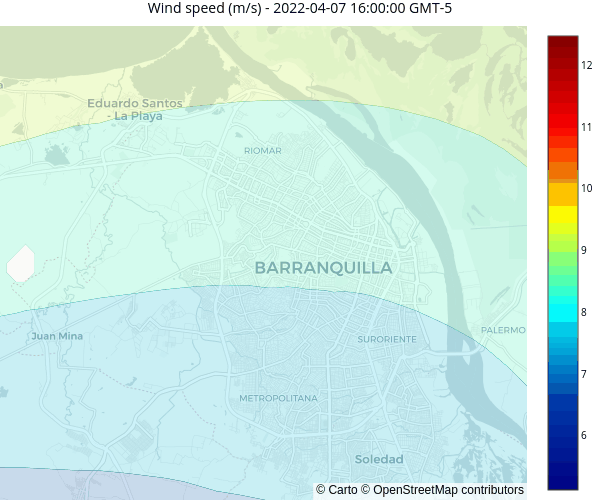 Wind speed (m/s) - 2022-04-07 16:00:00 GMT-5
Eduardo Santos
- La Playa
RIOMAR
BARRANQUILLA
Juan Mina
SURORIENTE
PALERMO
METROPOLITANA
Soledad
© Carto © OpenStreetMap contributors
12
11
10
9
8
7
6